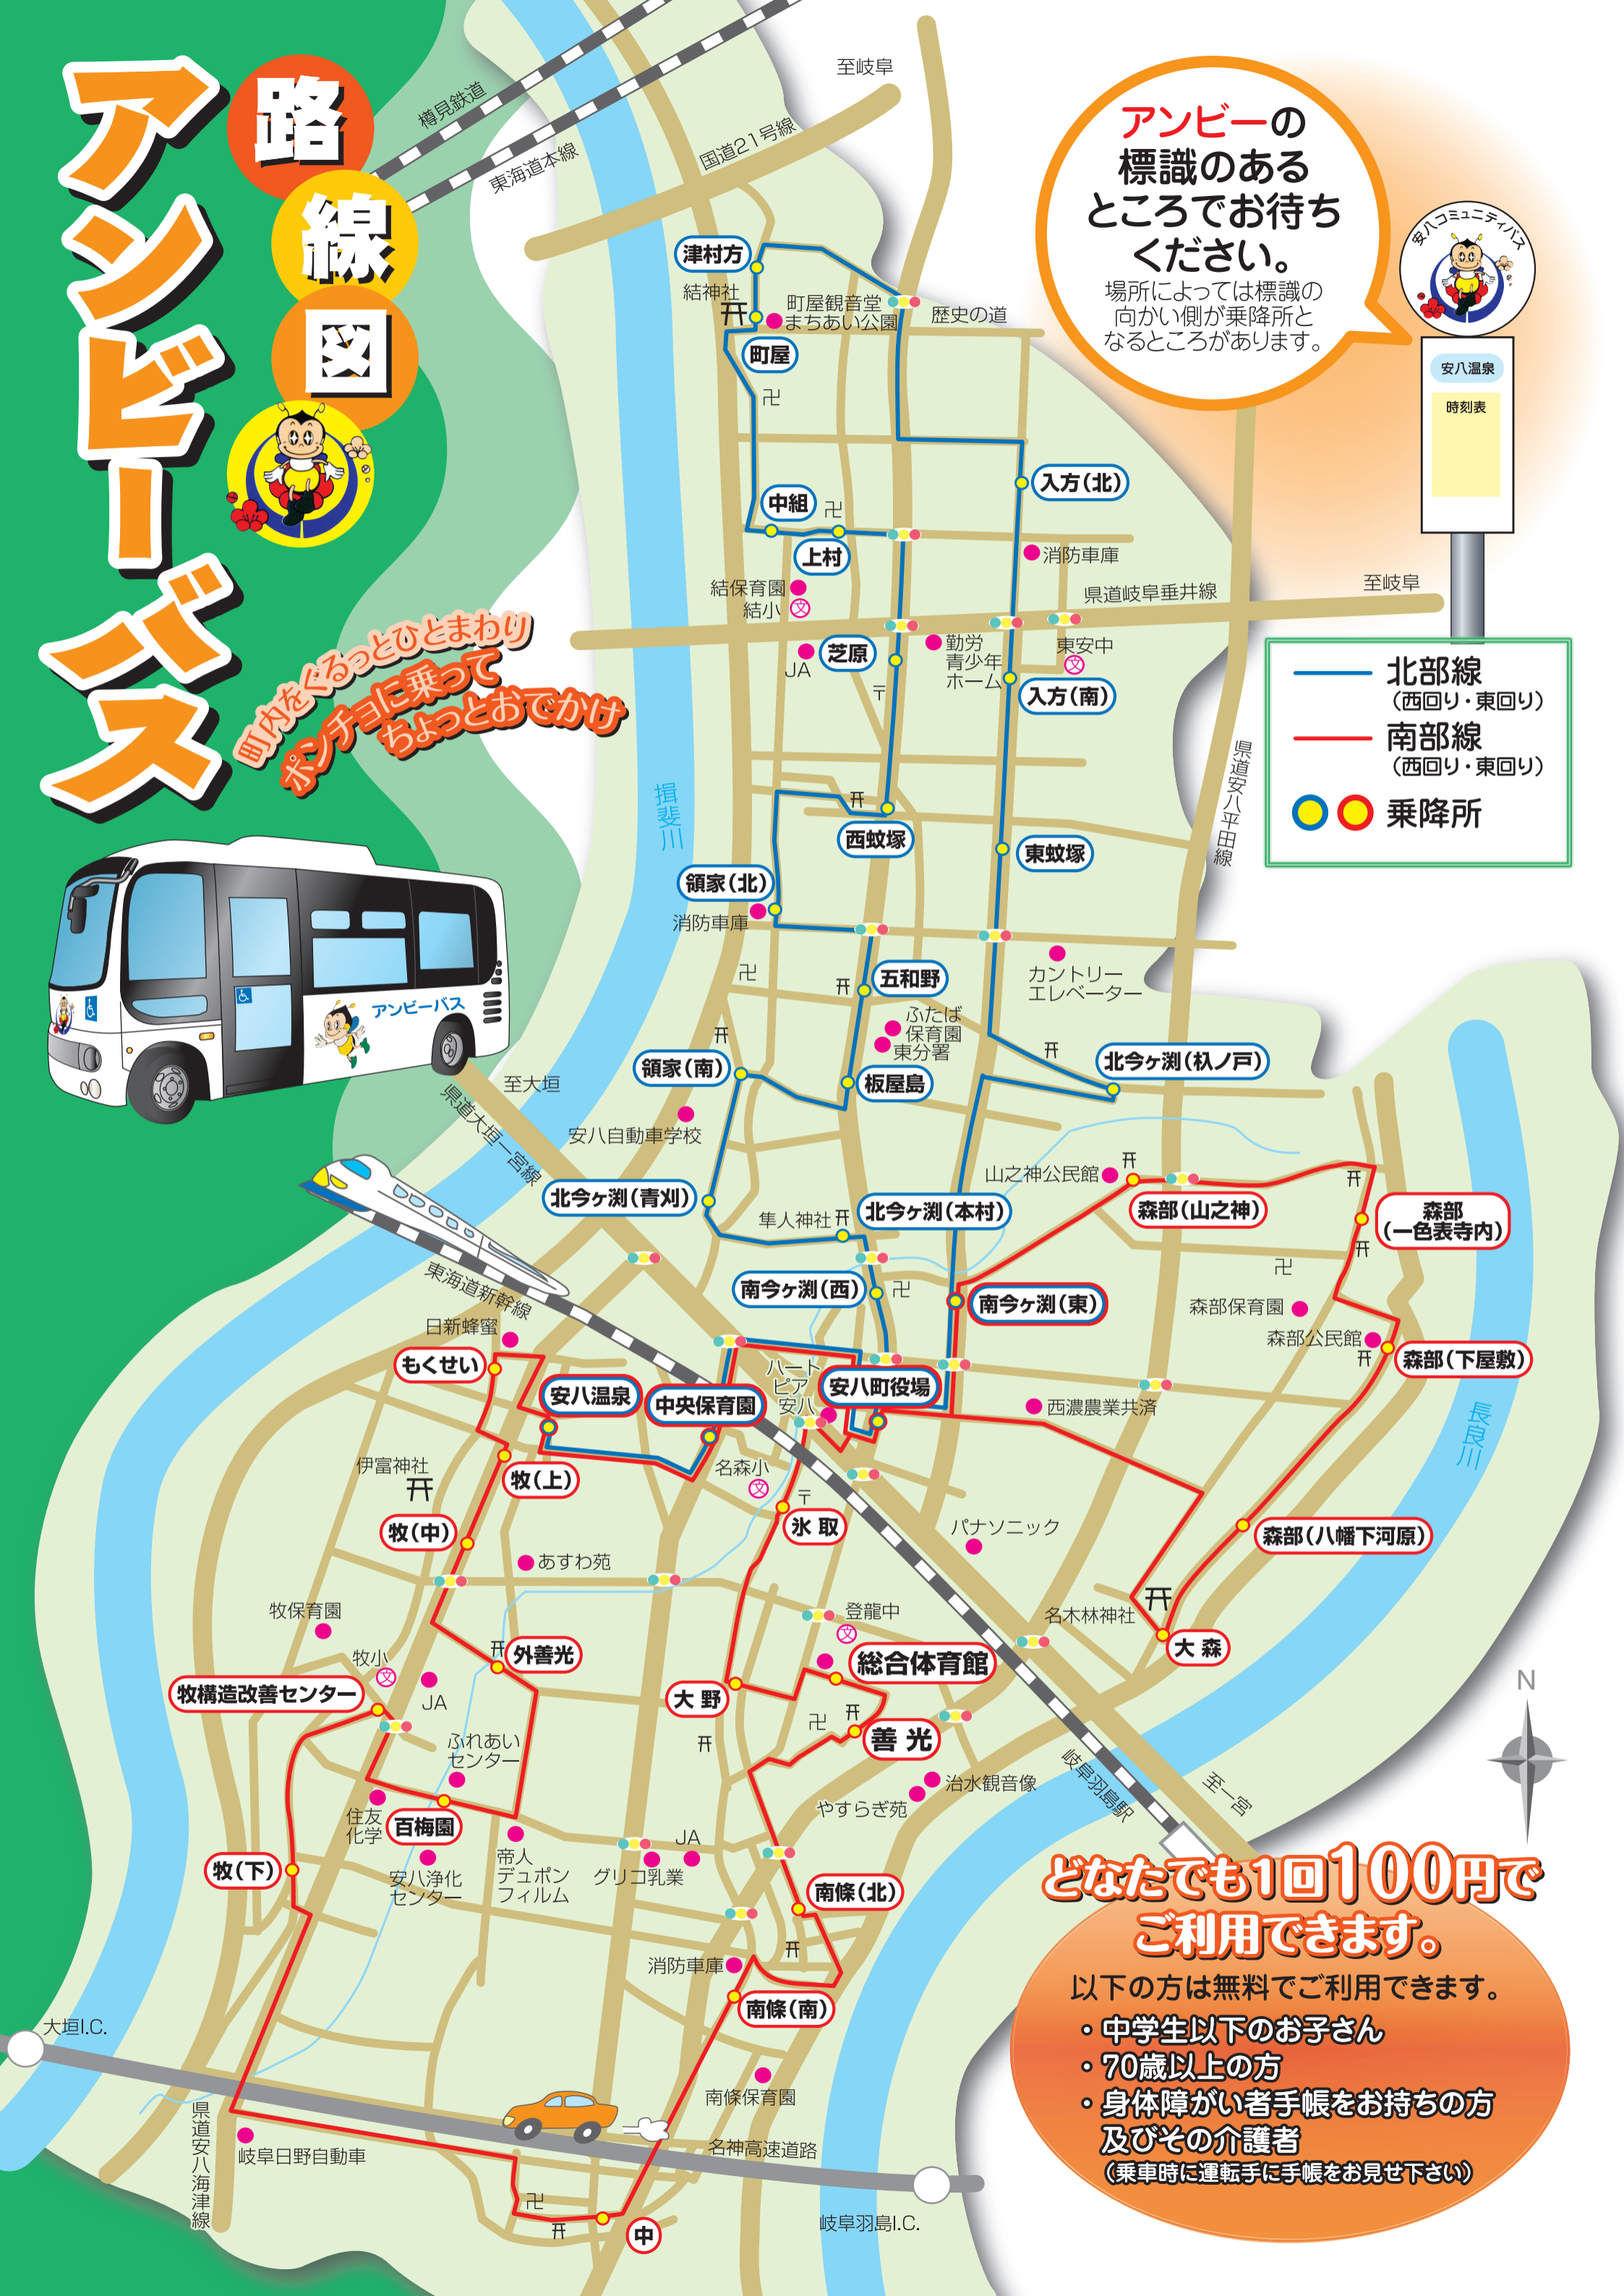 アンビーバス
路線図
町内をぐるっとひとまわり
ポンチョに乗って
ちょっとおでかけ
アンビーの
標識のある
ところでお待ち
ください。
場所によっては標識の
向かい側が乗降所と
なるところがあります。
安八コミュニティバス
安八温泉
時刻表
北部線
（西回り・東回り）
南部線
（西回り・東回り）
乗降所
樽見鉄道
東海道本線
国道21号線
至岐阜
津村方
結神社
町屋観音堂
まちあい公園
歴史の道
町屋
入方（北）
中組
上村
消防車庫
結保育園
結小
県道岐阜垂井線
至岐阜
JA
芝原
勤労
青少年
ホーム
東安中
入方（南）
県道安八平田線
揖斐川
西蚊塚
東蚊塚
領家（北）
消防車庫
五和野
カントリー
エレベーター
ふたば
保育園
東分署
領家（南）
板屋島
北今ヶ渕（杁ノ戸）
アンビーバス
至大垣
県道大垣一宮線
安八自動車学校
山之神公民館
北今ヶ渕（青刈）
隼人神社
北今ヶ渕（本村）
森部（山之神）
森部
（一色表寺内）
南今ヶ渕（西）
南今ヶ渕（東）
森部保育園
森部公民館
森部（下屋敷）
東海道新幹線
日新蜂蜜
もくせい
安八温泉
中央保育園
ハート
ピア
安八
安八町役場
西濃農業共済
長良川
伊富神社
牧（上）
名森小
氷取
牧（中）
あすわ苑
パナソニック
森部（八幡下河原）
牧保育園
登龍中
名木林神社
大森
牧小
外善光
総合体育館
牧構造改善センター
JA
大野
善光
ふれあい
センター
治水観音像
やすらぎ苑
岐阜羽島駅
至一宮
N
住友
化学
百梅園
帝人
デュポン
フィルム
安八浄化
センター
JA
グリコ乳業
牧（下）
南條（北）
消防車庫
南條（南）
大垣I.C.
南條保育園
県道安八海津線
岐阜日野自動車
名神高速道路
中
岐阜羽島I.C.
どなたでも1回100円で
ご利用できます。
以下の方は無料でご利用できます。
・中学生以下のお子さん
・70歳以上の方
・身体障がい者手帳をお持ちの方
及びその介護者
（乗車時に運転手に手帳をお見せ下さい）